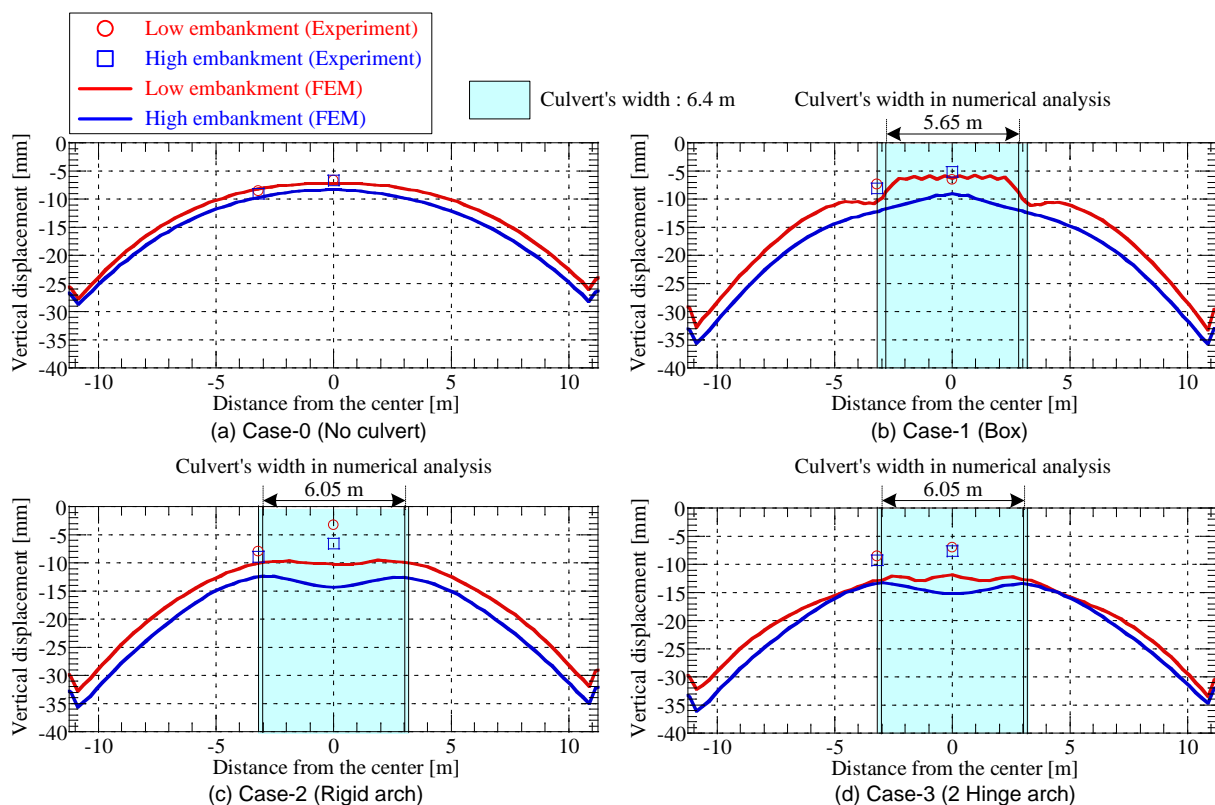 Low embankment (Experiment)
High embankment (Experiment)
Low embankment (FEM)
High embankment (FEM)
Culvert's width : 6.4 m
Vertical displacement [mm]
0
-5
-10
-15
-20
-25
-30
-35
-40
-10 -5 0 5 10
Distance from the center [m]
(a) Case-0 (No culvert)
Culvert's width in numerical analysis
5.65 m
Vertical displacement [mm]
0
-5
-10
-15
-20
-25
-30
-35
-40
-10 -5 0 5 10
Distance from the center [m]
(b) Case-1 (Box)
Culvert's width in numerical analysis
6.05 m
Vertical displacement [mm]
0
-5
-10
-15
-20
-25
-30
-35
-40
-10 -5 0 5 10
Distance from the center [m]
(c) Case-2 (Rigid arch)
Culvert's width in numerical analysis
6.05 m
Vertical displacement [mm]
0
-5
-10
-15
-20
-25
-30
-35
-40
-10 -5 0 5 10
Distance from the center [m]
(d) Case-3 (2 Hinge arch)